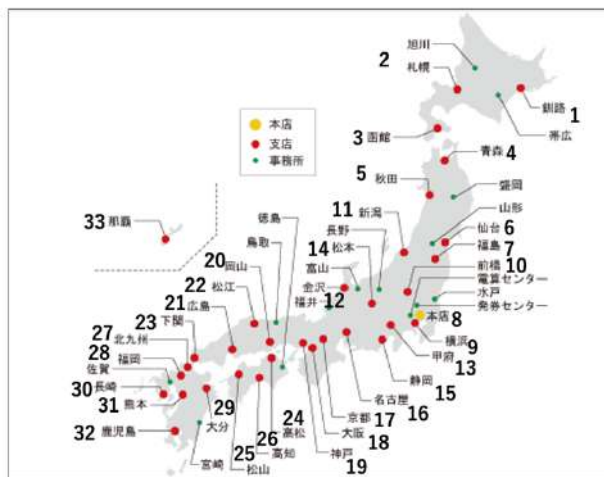 旭川
2
札幌
釧路
1
帯広
本店
支店
事務所
3 函館
青森 4
5
秋田
盛岡
山形
33 那覇
徳島
11 新潟
仙台 6
長野
福島 7
鳥取
14 松本
前橋 10
20
岡山
富山
電算センター
22
松江
金沢
水戸
21
広島
福井 12
発券センター
23
下関
本店 8
27
北九州
横浜 9
28
福岡
甲府 13
佐賀
静岡 15
30 長崎
名古屋 16
31 熊本
29
大分
24
高松
京都 17
大阪 18
32 鹿児島
26
高知
神戸 19
25
松山
宮崎